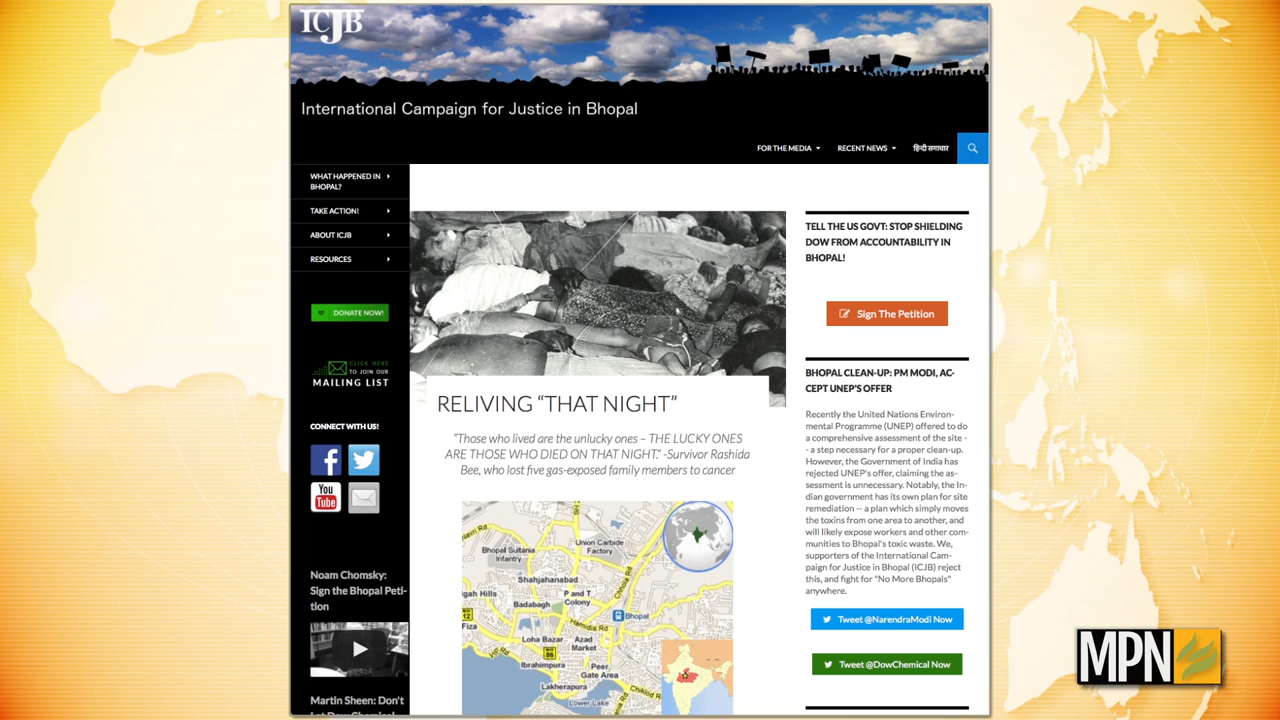 ICJB
International Campaign for Justice in Bhopal
FOR THE MEDIA
RECENT NEWS
हिन्दी समाचार
WHAT HAPPENED IN
BHOPAL?
TAKE ACTION!
ABOUT ICJB
RESOURCES
DONATE NOW!
CLICK HERE
TO JOIN OUR
MAILING LIST
CONNECT WITH US!
You
Tube
Noam Chomsky:
Sign the Bhopal Peti-
tion
Martin Sheen: Don't
RELIVING “THAT NIGHT”
"Those who lived are the unlucky ones – THE LUCKY ONES
ARE THOSE WHO DIED ON THAT NIGHT." -Survivor Rashida
Bee, who lost five gas-exposed family members to cancer
Union Carbide
Factory
Bhopal Sultania
Infantry
Chhola Rd
Shahjahanabad
P and T
Colony
Badabagh
Bhopal
Hamidia Rd
12
Loha Bazar
Azad
Market
86
Ibrahimpura
Peer
Gate Area
Lakherapura
Lower Lake
TELL THE US GOVT: STOP SHIELDING
DOW FROM ACCOUNTABILITY IN
BHOPAL!
Sign The Petition
BHOPAL CLEAN-UP: PM MODI, AC-
CEPT UNEP'S OFFER
Recently the United Nations Environ-
mental Programme (UNEP) offered to do
a comprehensive assessment of the site -
- a step necessary for a proper clean-up.
However, the Government of India has
rejected UNEP's offer, claiming the as-
sessment is unnecessary. Notably, the In-
dian government has its own plan for site
remediation -- a plan which simply moves
the toxins from one area to another, and
will likely expose workers and other com-
munities to Bhopal's toxic waste. We,
supporters of the International Cam-
paign for Justice in Bhopal (ICJB) reject
this, and fight for "No More Bhopals"
anywhere.
Tweet @NarendraModi Now
Tweet @DowChemical Now
MPN